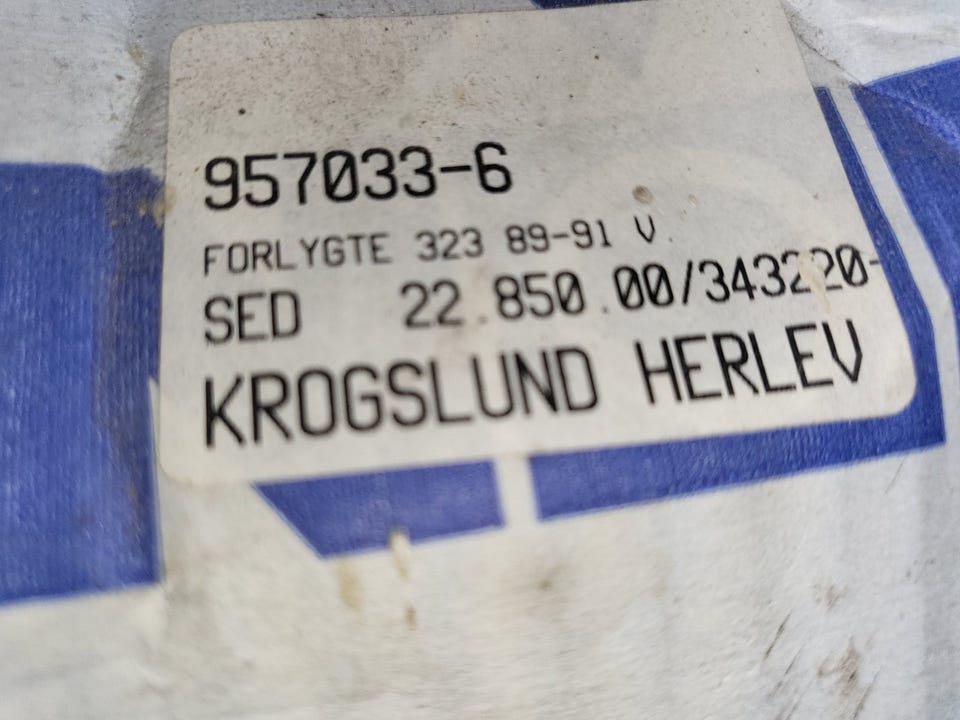 957033-6
FORLYGTE 323 89-91 V.
SED 22.850.00/343220-
KROGSLUND HERLEV